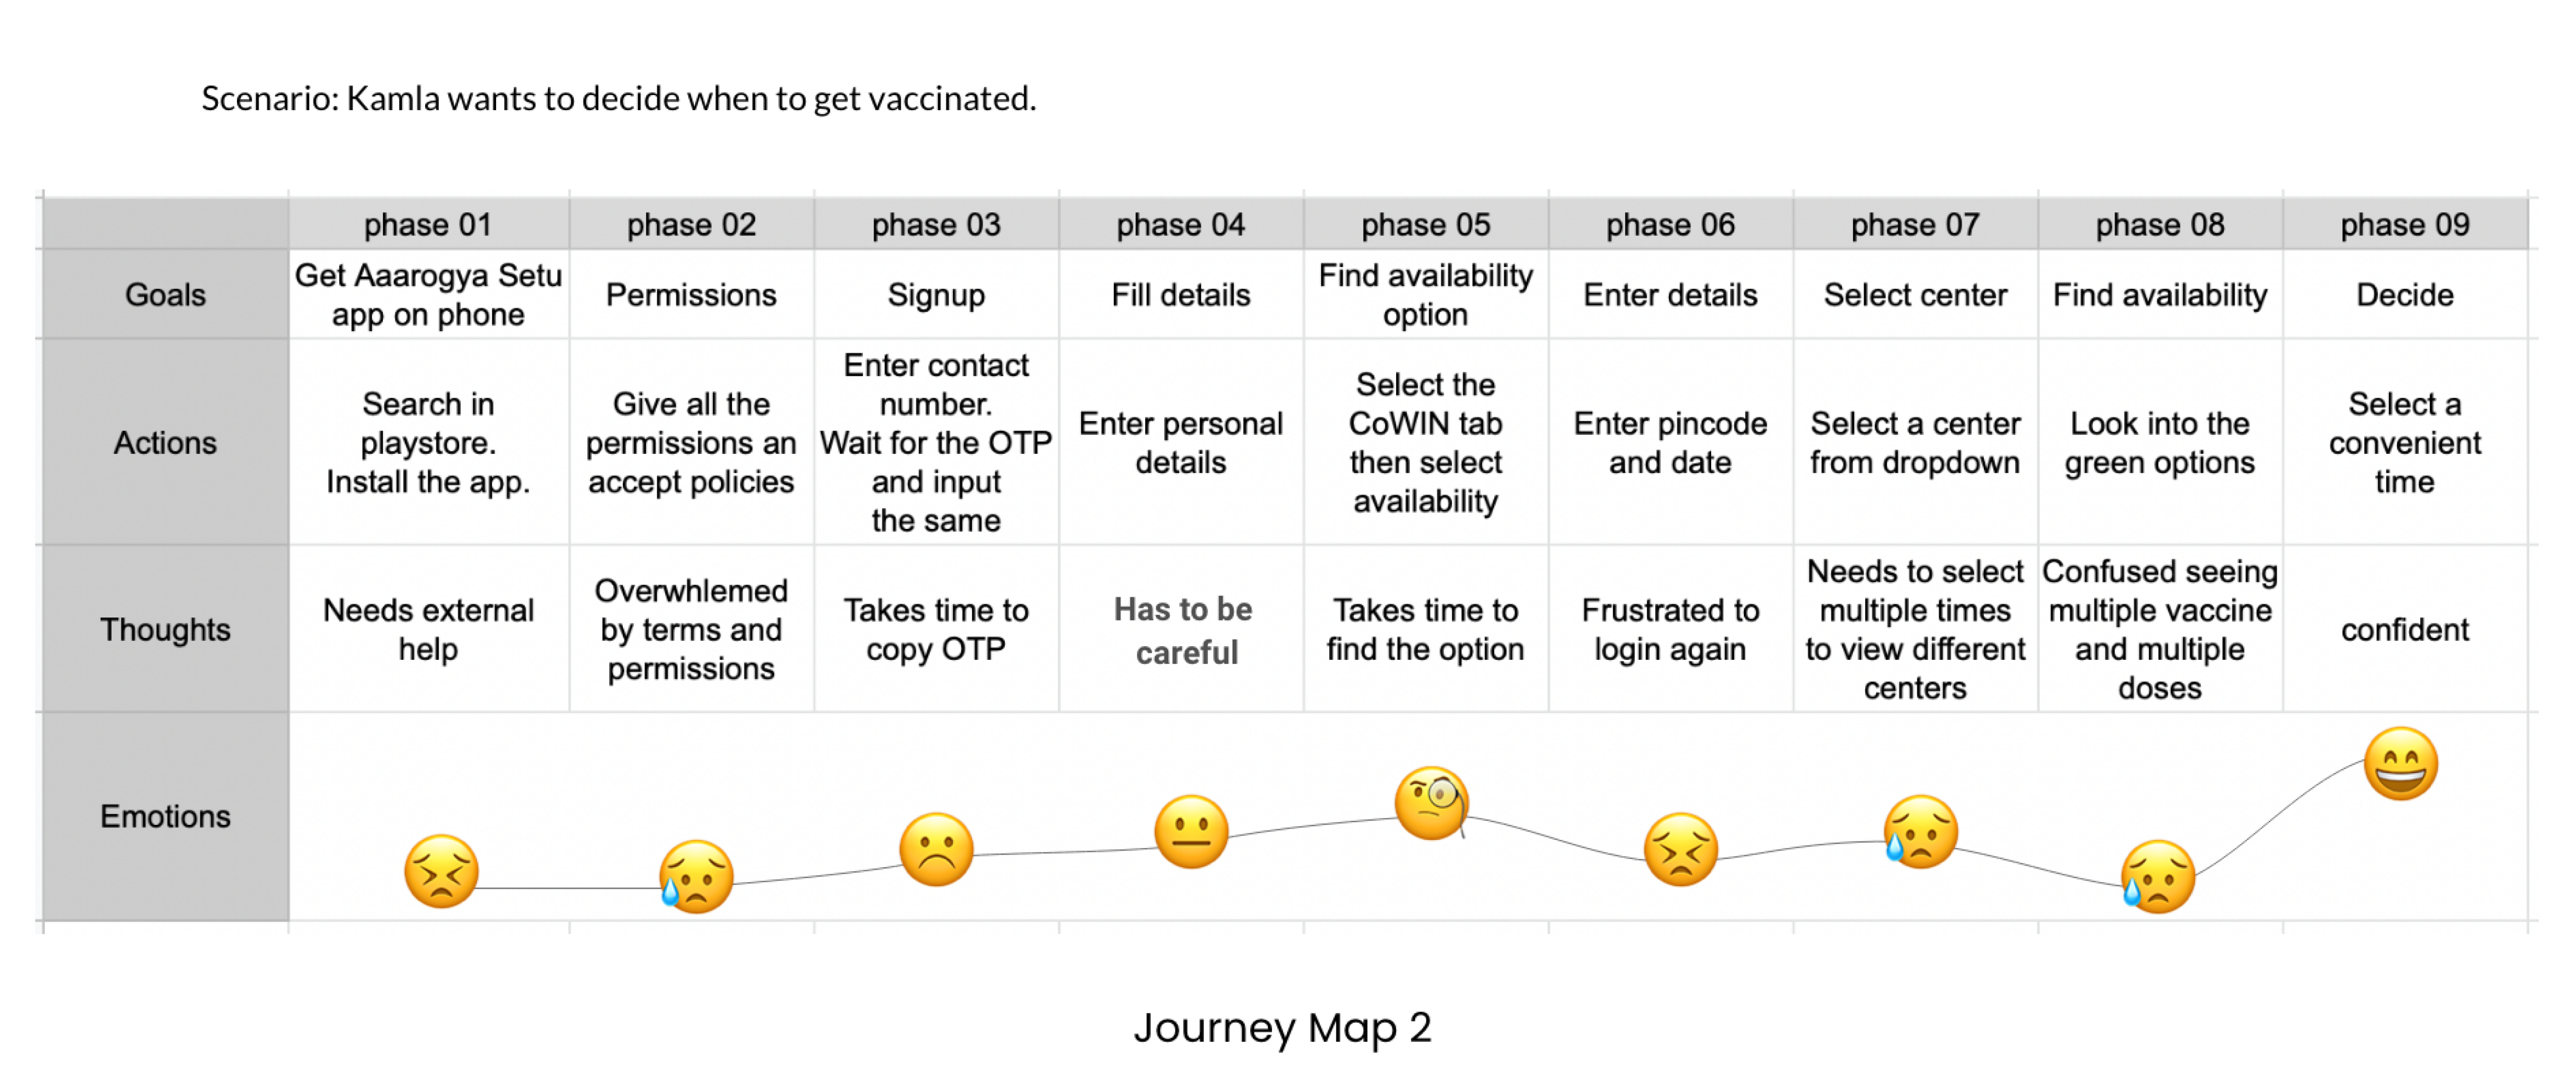 Scenario: Kamla wants to decide when to get vaccinated.
phase 01
phase 02
phase 03
phase 04
phase 05
phase 06
phase 07
phase 08
phase 09
Goals
Get Aaarogya Setu
app on phone
Permissions
Signup
Fill details
Find availability
option
Enter details
Select center
Find availability
Decide
Actions
Search in
playstore.
Install the app.
Give all the
permissions an
accept policies
Enter contact
number.
Wait for the OTP
and input
the same
Enter personal
details
Select the
CoWIN tab
then select
availability
Enter pincode
and date
Select a center
from dropdown
Look into the
green options
Select a
convenient
time
Thoughts
Needs external
help
Overwhlemed
by terms and
permissions
Takes time to
copy OTP
Has to be
careful
Takes time to
find the option
Frustrated to
login again
Needs to select
multiple times
to view different
centers
Confused seeing
multiple vaccine
and multiple
doses
confident
Emotions
Journey Map 2